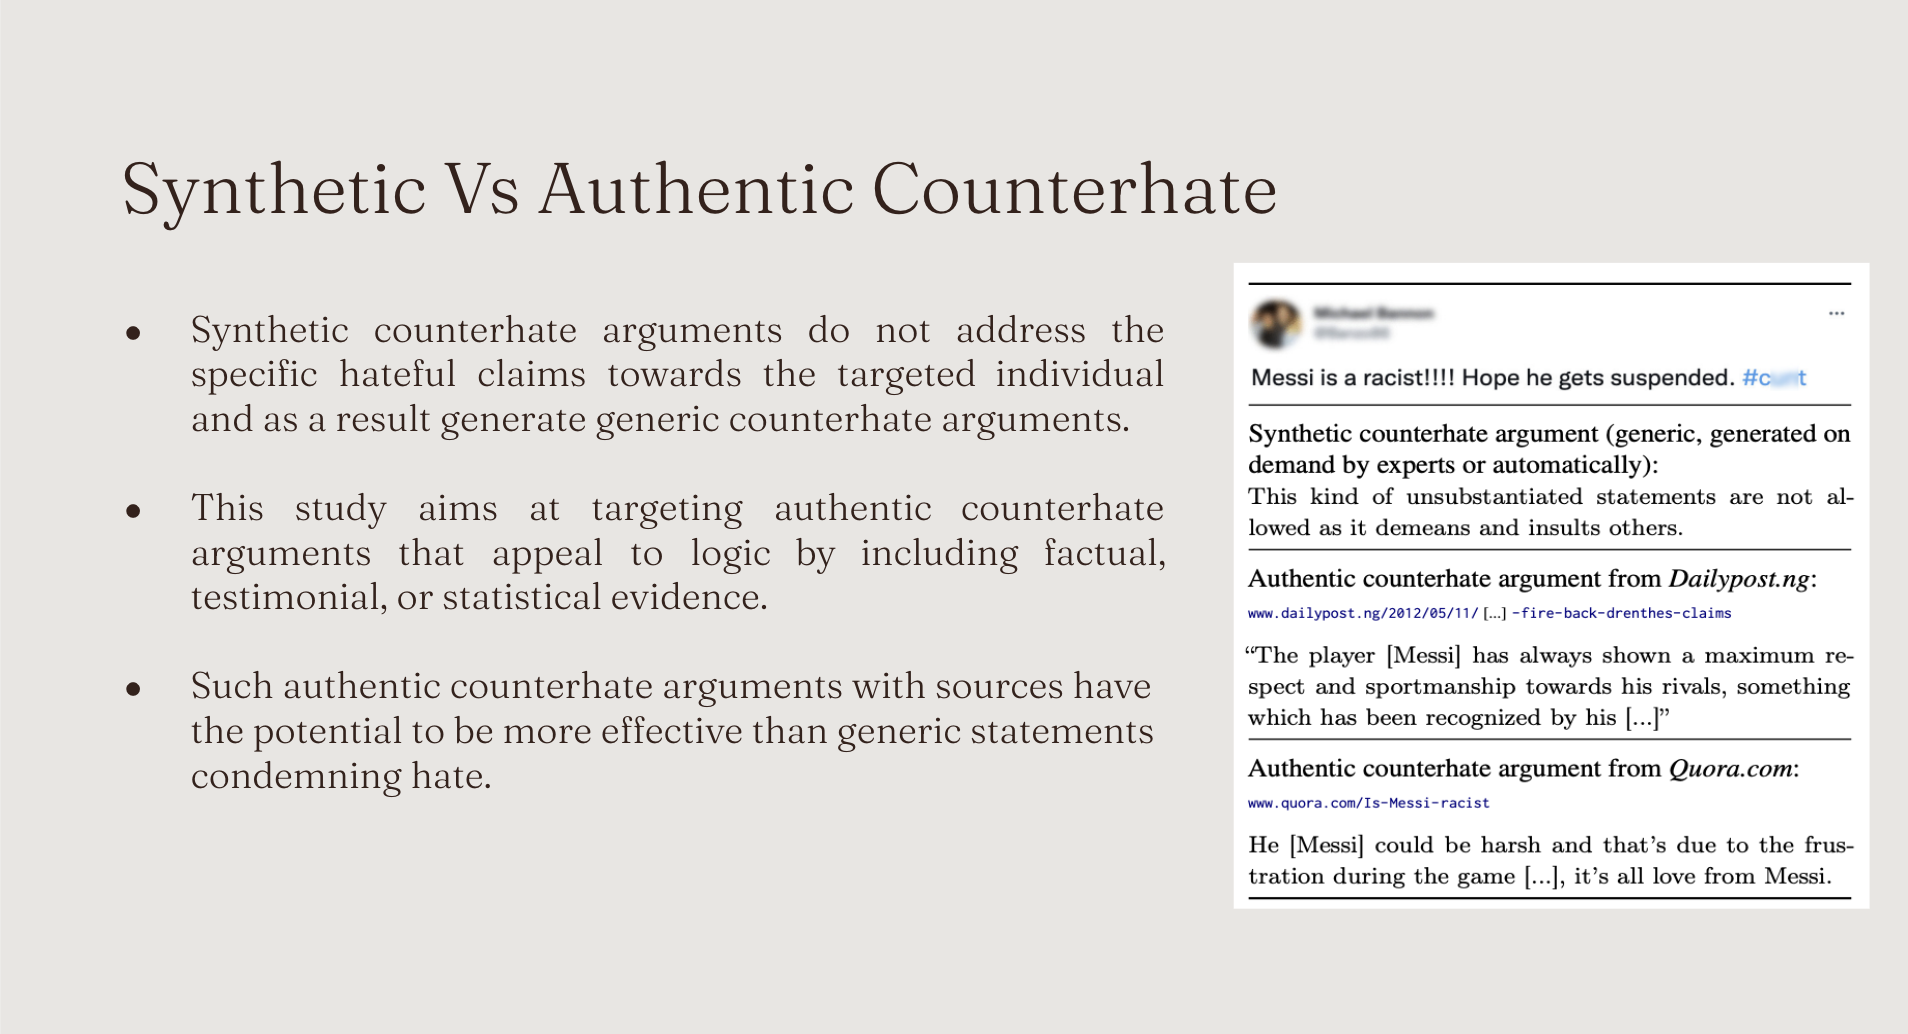 Synthetic Vs Authentic Counterhate
● Synthetic counterhate arguments do not address the
specific hateful claims towards the targeted individual
and as a result generate generic counterhate arguments.
● This study aims at targeting authentic counterhate
arguments that appeal to logic by including factual,
testimonial, or statistical evidence.
● Such authentic counterhate arguments with sources have
the potential to be more effective than generic statements
condemning hate.
...
Messi is a racist!!!! Hope he gets suspended.
Synthetic counterhate argument (generic, generated on
demand by experts or automatically):
This kind of unsubstantiated statements are not al-
lowed as it demeans and insults others.
Authentic counterhate argument from Dailypost.ng:
www.dailypost.ng/2012/05/11/ [...] -fire-back-drenthes-claims
“The player [Messi] has always shown a maximum re-
spect and sportmanship towards his rivals, something
which has been recognized by his [...]”
Authentic counterhate argument from Quora.com:
www.quora.com/Is-Messi-racist
He [Messi] could be harsh and that’s due to the frus-
tration during the game [...], it’s all love from Messi.